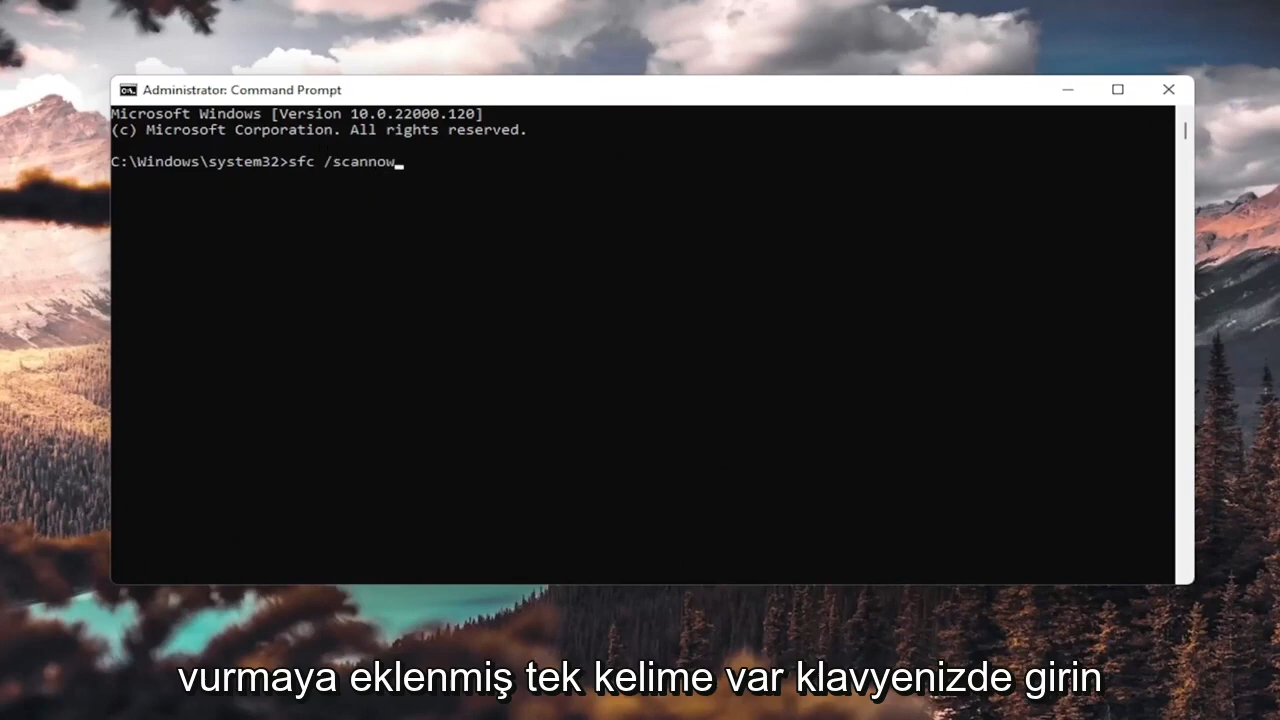 Administrator: Command Prompt
Microsoft Windows [Version 10.0.22000.120]
(c) Microsoft Corporation. All rights reserved.
C:\Windows\system32>sfc /scannow
vurmaya eklenmiş tek kelime var klavyenizde girin